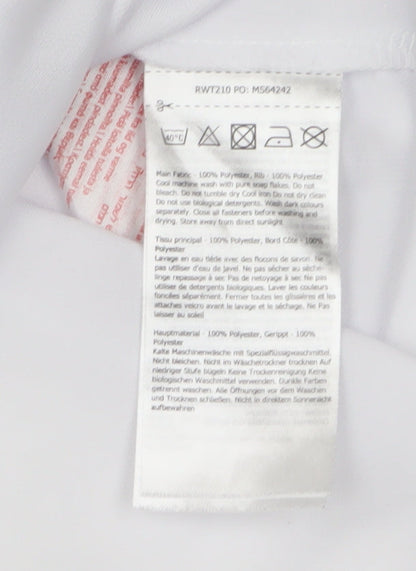 RWT210 PO: MS64242
40°C
Main Fabric - 100% Polyester, Rib - 100% Polyester
Cool machine wash with pure soap flakes. Do not
bleach. Do not tumble dry Cool iron Do not dry clean
Do not use biological detergents. Wash dark colours
separately. Close all fasteners before washing and
drying. Store away from direct sunlight
Tissu principal - 100% Polyester, Bord Côte - 100%
Polyester
Lavage en eau tiède avec des flocons de savon. Ne
pas utiliser d'eau de Javel. Ne pas sécher au sèche-
linge repassage à sec Pas de nettoyage à sec Ne pas
utiliser de detergents biologiques. Laver les couleurs
foncées séparément. Fermer toutes les glissières et les
attaches velcro avant le lavage et le séchage. Ne Pas
laisser au soleil
Hauptmaterial - 100% Polyester, Gerippt - 100%
Polyester
Kalte Maschinenwäsche mit Spezialflüssigwaschmittel.
Nicht bleichen. Nicht im Wäschetrockner trocknen Auf
niedriger Stufe bügeln Keine Trockenreinigung Keine
biologischen Waschmittel verwenden. Dunkle Farben
getrennt waschen. Alle Öffnungen vor dem Waschen
und Trocknen schließen. Nicht in direktem Sonnenlicht
aufbewahren